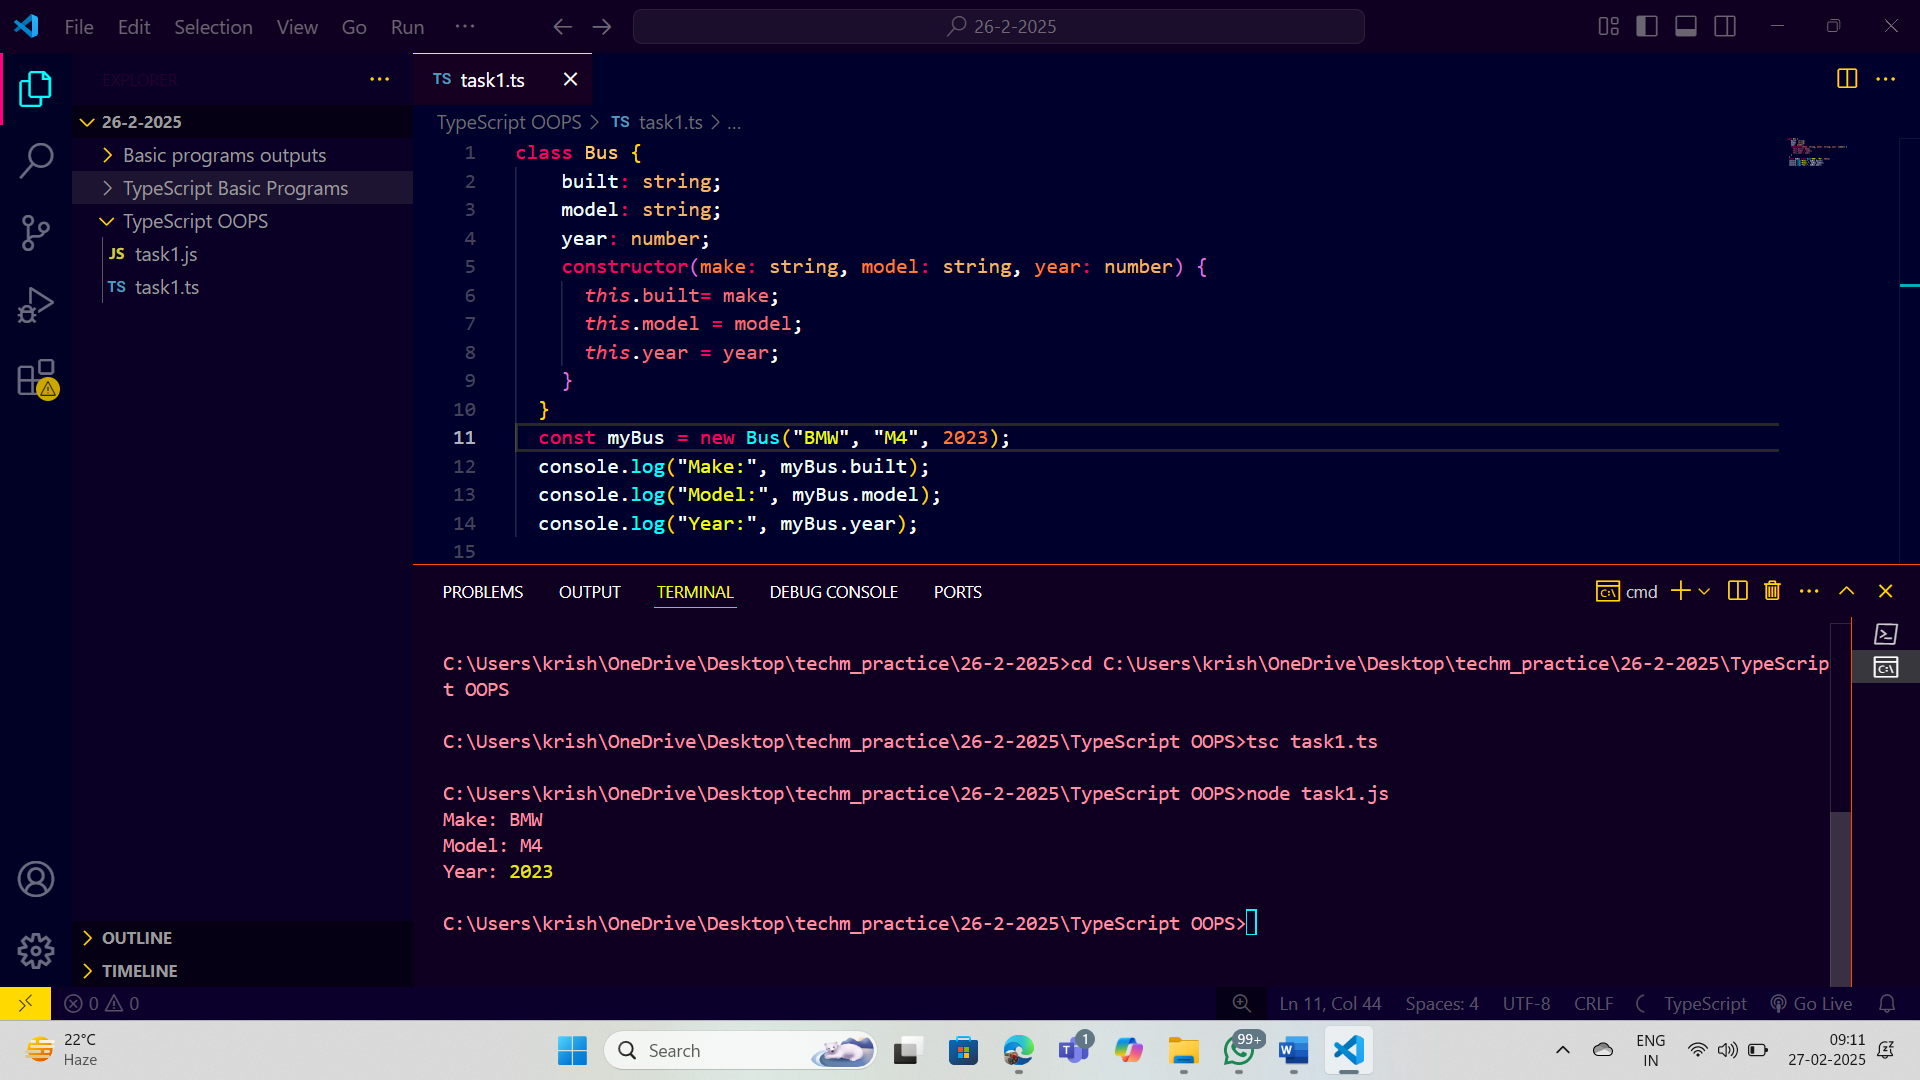 File Edit Selection View Go Run ··· 26-2-2025
EXPLORER ···
TS task1.ts
26-2-2025
Basic programs outputs
TypeScript Basic Programs
TypeScript OOPS
JS task1.js
TS task1.ts
OUTLINE
TIMELINE
TypeScript OOPS > TS task1.ts > ...
1 class Bus {
2 built: string;
3 model: string;
4 year: number;
5 constructor(make: string, model: string, year: number) {
6 this.built= make;
7 this.model = model;
8 this.year = year;
9 }
10 }
11 const myBus = new Bus("BMW", "M4", 2023);
12 console.log("Make:", myBus.built);
13 console.log("Model:", myBus.model);
14 console.log("Year:", myBus.year);
15
PROBLEMS OUTPUT TERMINAL DEBUG CONSOLE PORTS cmd
C:\Users\krish\OneDrive\Desktop\techm_practice\26-2-2025>cd C:\Users\krish\OneDrive\Desktop\techm_practice\26-2-2025\TypeScrip
t OOPS
C:\Users\krish\OneDrive\Desktop\techm_practice\26-2-2025\TypeScript OOPS>tsc task1.ts
C:\Users\krish\OneDrive\Desktop\techm_practice\26-2-2025\TypeScript OOPS>node task1.js
Make: BMW
Model: M4
Year: 2023
C:\Users\krish\OneDrive\Desktop\techm_practice\26-2-2025\TypeScript OOPS>
0 0 Ln 11, Col 44 Spaces: 4 UTF-8 CRLF TypeScript Go Live
22°C
Haze
Search
1
99+
ENG
IN
09:11
27-02-2025